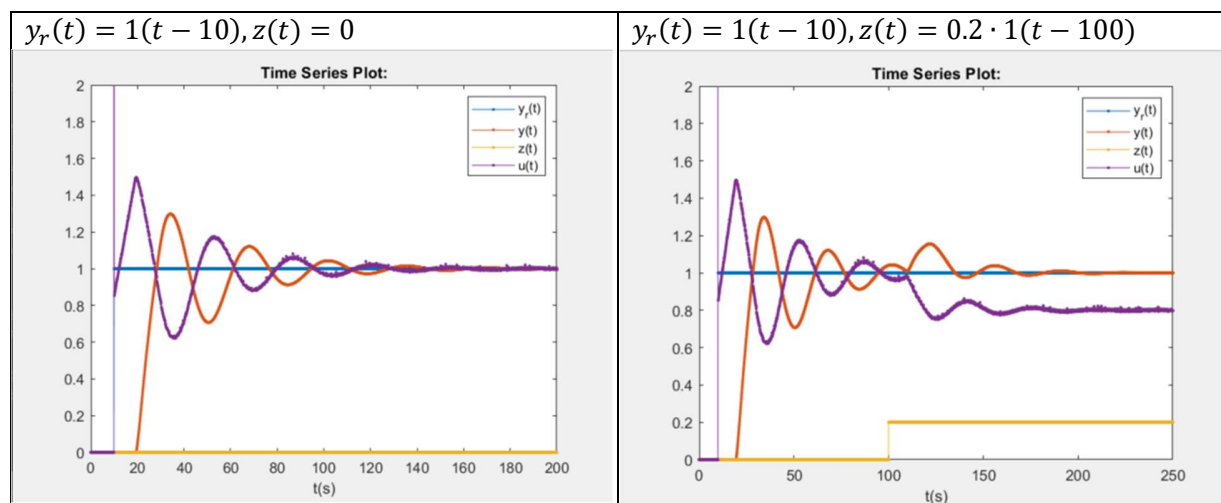 y_r(t) = 1(t − 10), z(t) = 0
Time Series Plot:
2
1.8
1.6
1.4
1.2
1
0.8
0.6
0.4
0.2
0
y_r(t)
y(t)
z(t)
u(t)
0 20 40 60 80 100 120 140 160 180 200
t(s)
y_r(t) = 1(t − 10), z(t) = 0.2 · 1(t − 100)
Time Series Plot:
2
1.8
1.6
1.4
1.2
1
0.8
0.6
0.4
0.2
0
y_r(t)
y(t)
z(t)
u(t)
0 50 100 150 200 250
t(s)